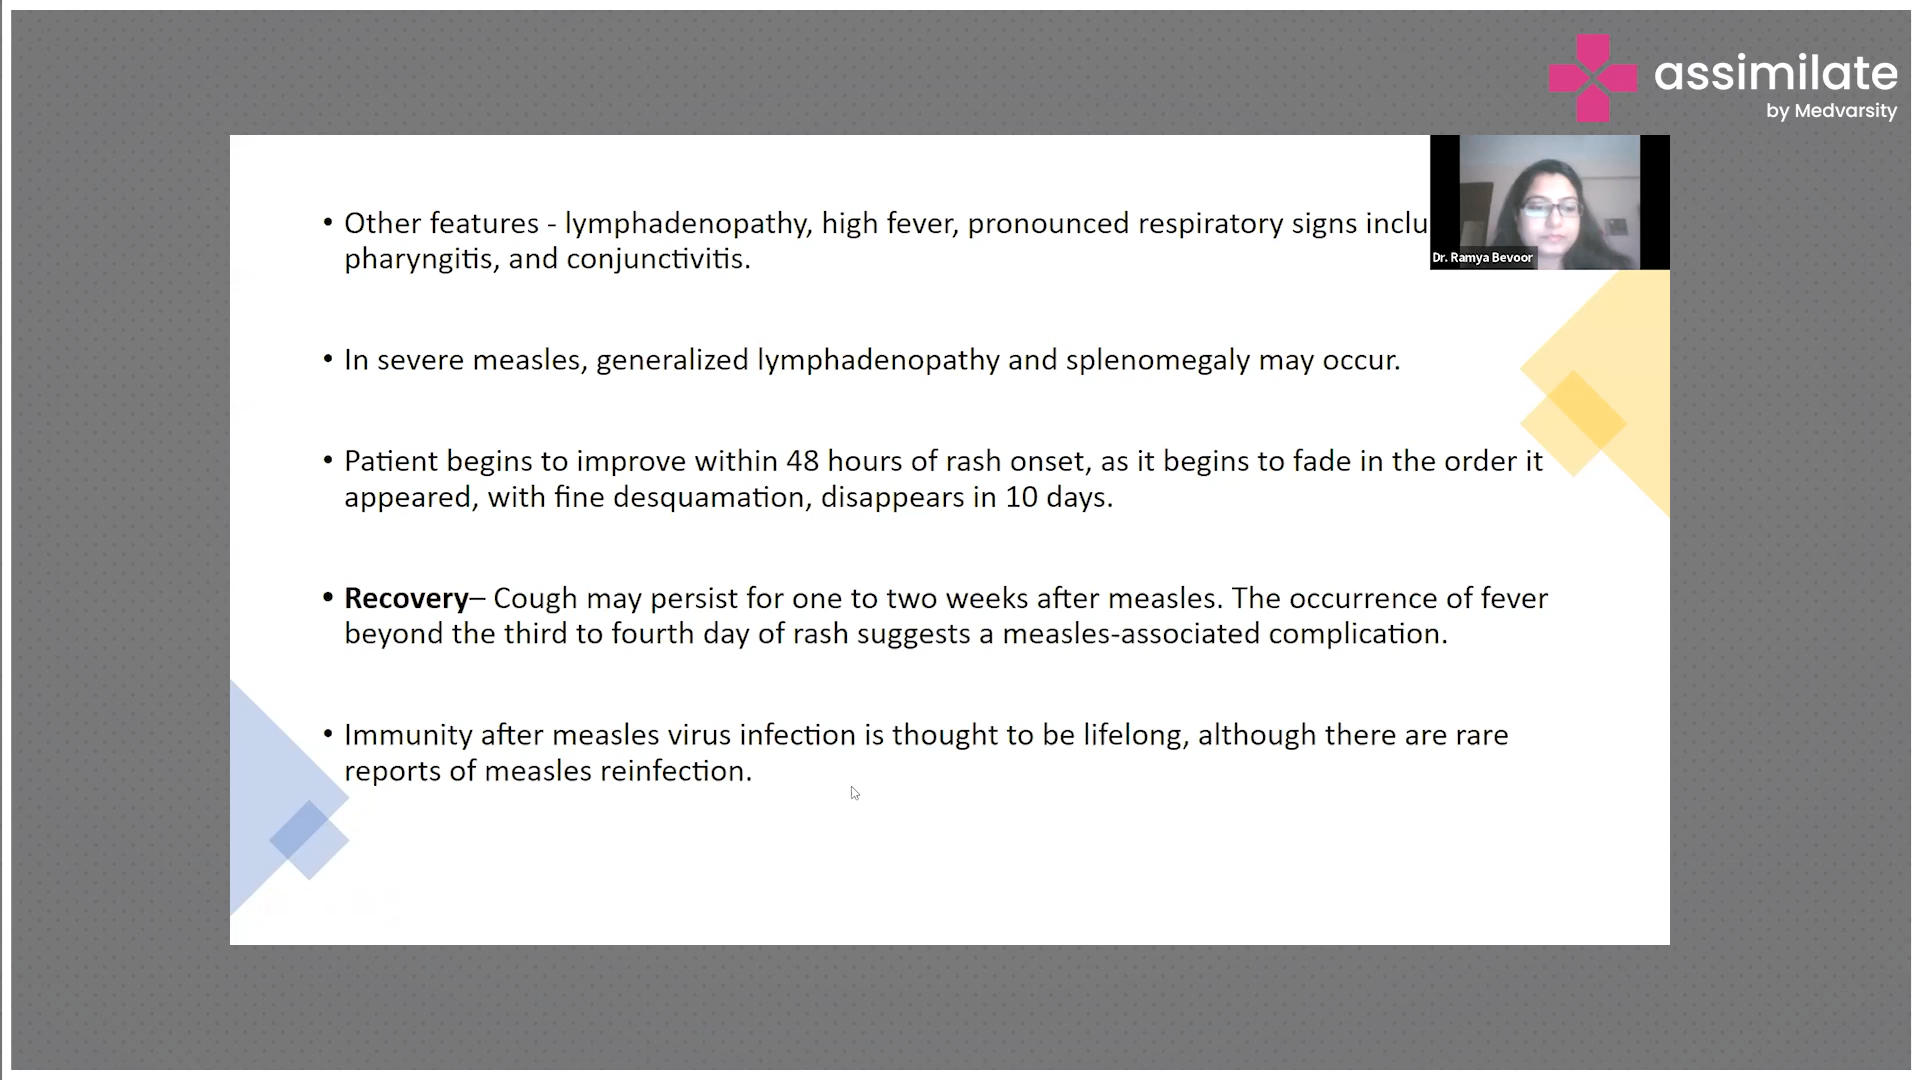 assimilate
by Medvarsity
• Other features - lymphadenopathy, high fever, pronounced respiratory signs
pharyngitis, and conjunctivitis.
Dr. Ramya Bevoor
• In severe measles, generalized lymphadenopathy and splenomegaly may occur.
• Patient begins to improve within 48 hours of rash onset, as it begins to fade in the order it
appeared, with fine desquamation, disappears in 10 days.
• Recovery– Cough may persist for one to two weeks after measles. The occurrence of fever
beyond the third to fourth day of rash suggests a measles-associated complication.
• Immunity after measles virus infection is thought to be lifelong, although there are rare
reports of measles reinfection.